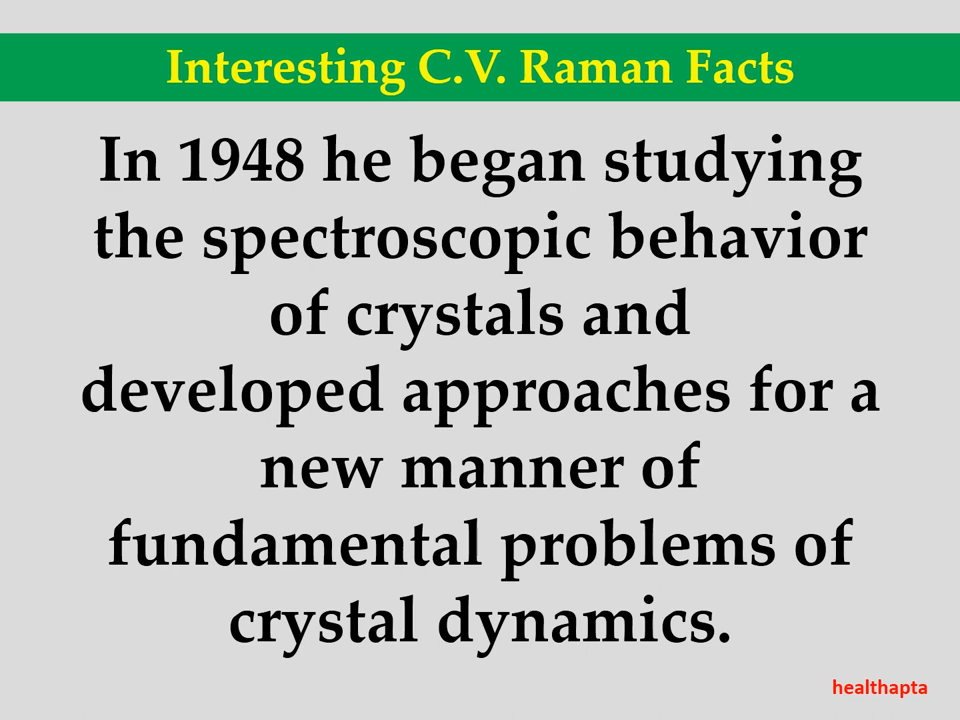 Interesting C.V. Raman Facts
In 1948 he began studying
the spectroscopic behavior
of crystals and
developed approaches for a
new manner of
fundamental problems of
crystal dynamics.
healthapta